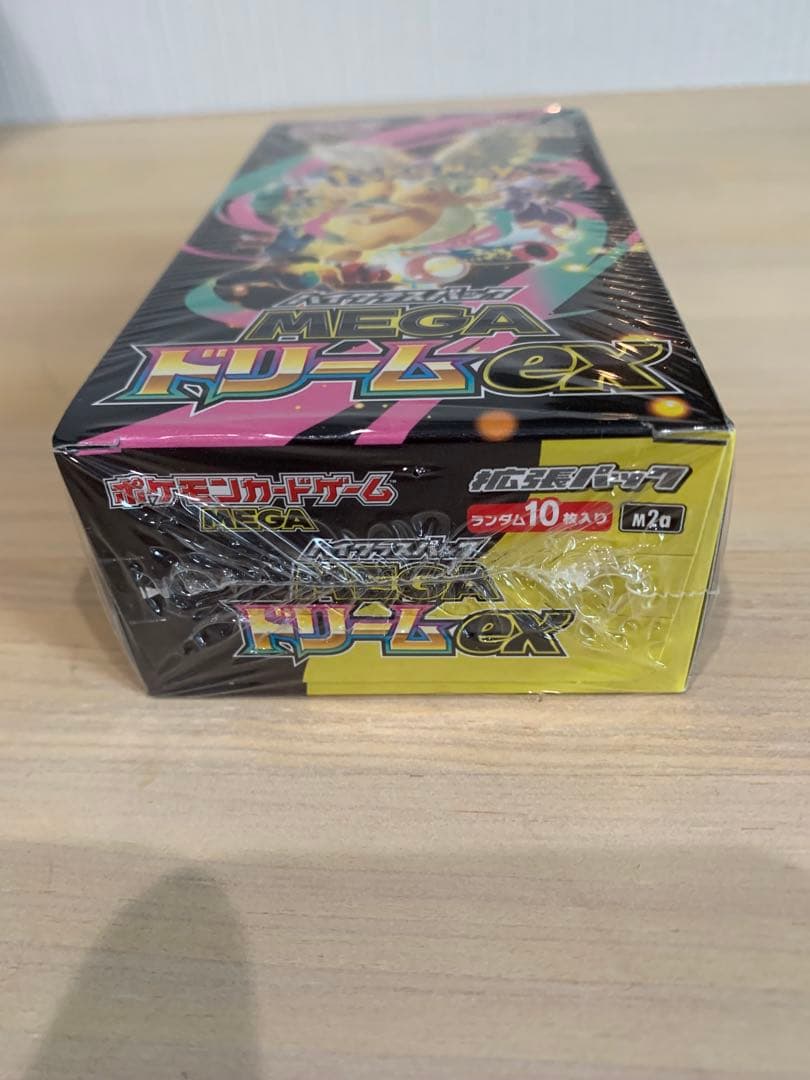 ハイクラスパック
MEGA
ドリームex
ポケモンカードゲーム
MEGA
拡張パック
ランダム10枚入り
M2a
ハイクラスパック
MEGA
ドリームex